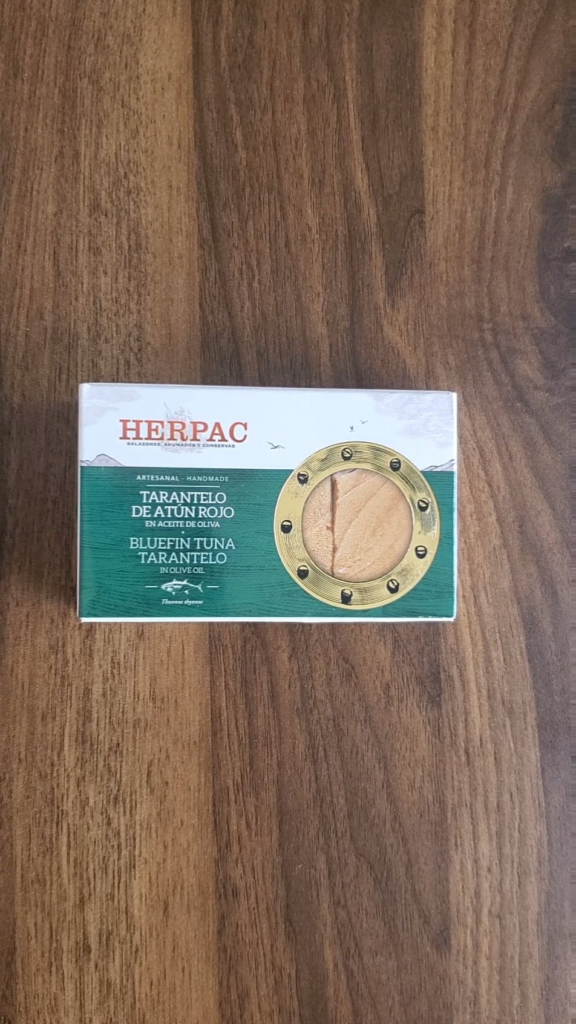 HERPAC
SALAZONES, AHUMADOS Y CONSERVAS
ARTESANAL - HANDMADE
TARANTELO
DE ATÚN ROJO
EN ACEITE DE OLIVA
BLUEFIN TUNA
TARANTELO
IN OLIVE OIL
Thunnus thynnus